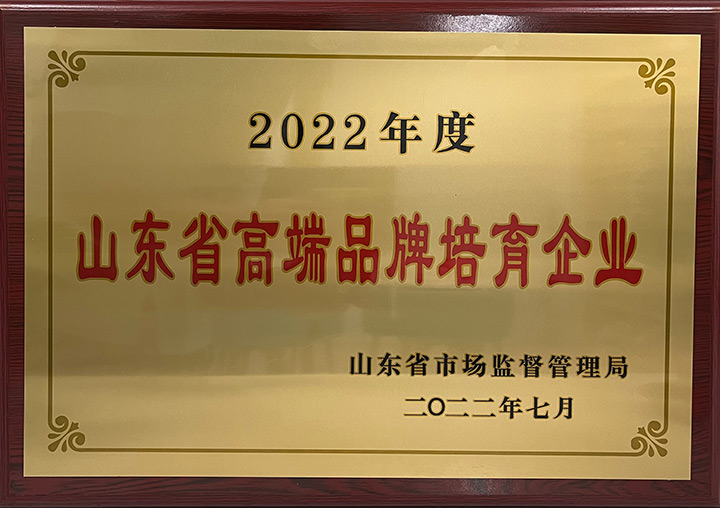 2022年度
山东省高端品牌培育企业
山东省市场监督管理局
二〇二二年七月